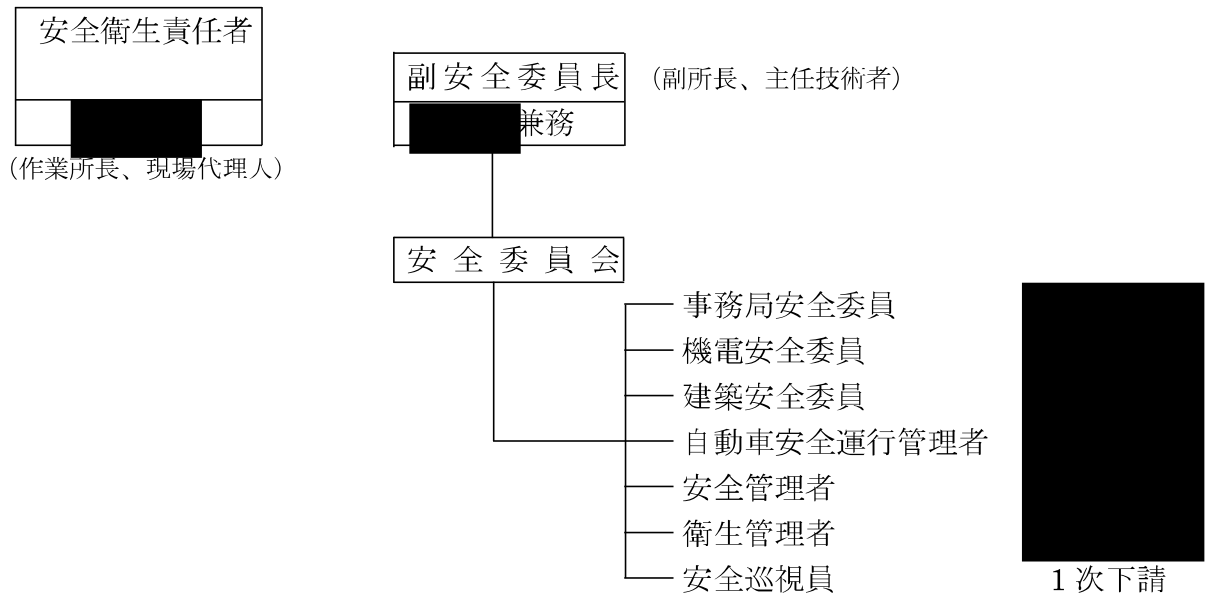 安全衛生責任者
副安全委員長 (副所長、主任技術者)
兼務
(作業所長、現場代理人)
安全委員会
事務局安全委員
機電安全委員
建築安全委員
自動車安全運行管理者
安全管理者
衛生管理者
安全巡視員 1次下請